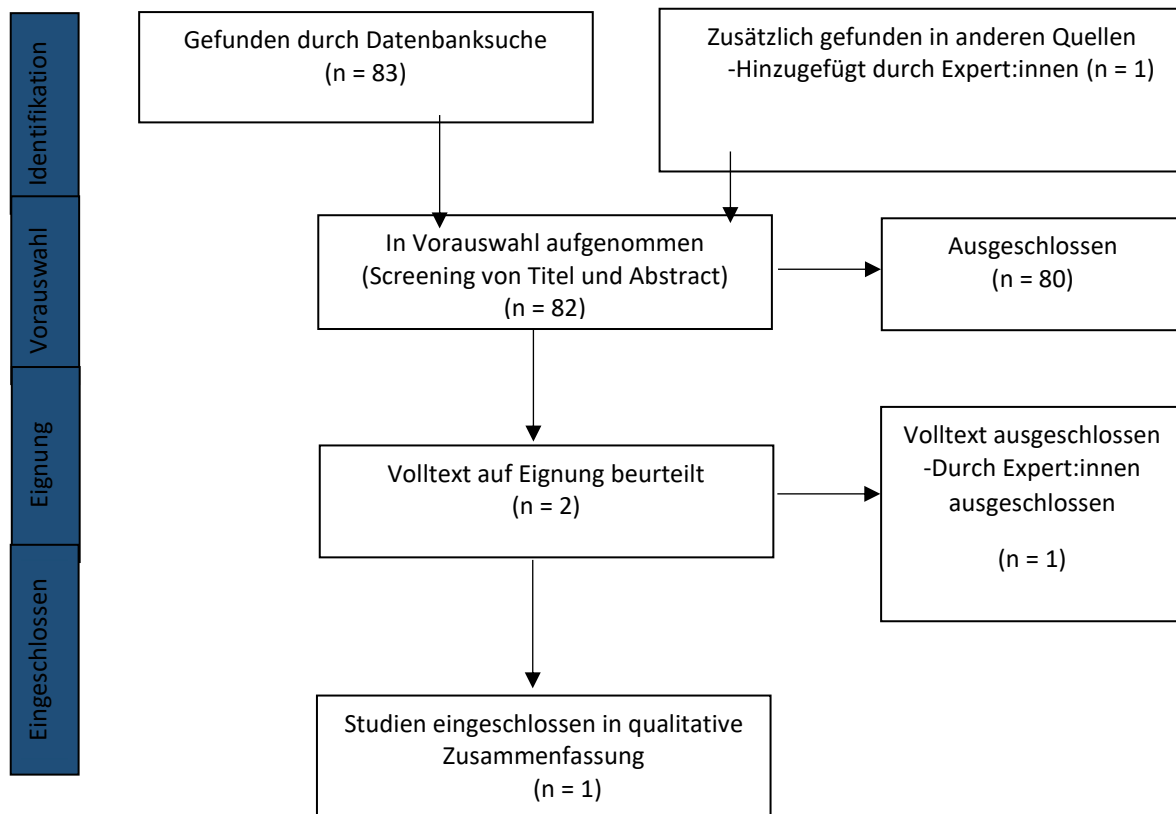 Identifikation
Gefunden durch Datenbanksuche
(n = 83)
Zusätzlich gefunden in anderen Quellen
-Hinzugefügt durch Expert:innen (n = 1)
Vorauswahl
In Vorauswahl aufgenommen
(Screening von Titel und Abstract)
(n = 82)
Ausgeschlossen
(n = 80)
Eignung
Volltext auf Eignung beurteilt
(n = 2)
Volltext ausgeschlossen
-Durch Expert:innen
ausgeschlossen
(n = 1)
Eingeschlossen
Studien eingeschlossen in qualitative
Zusammenfassung
(n = 1)